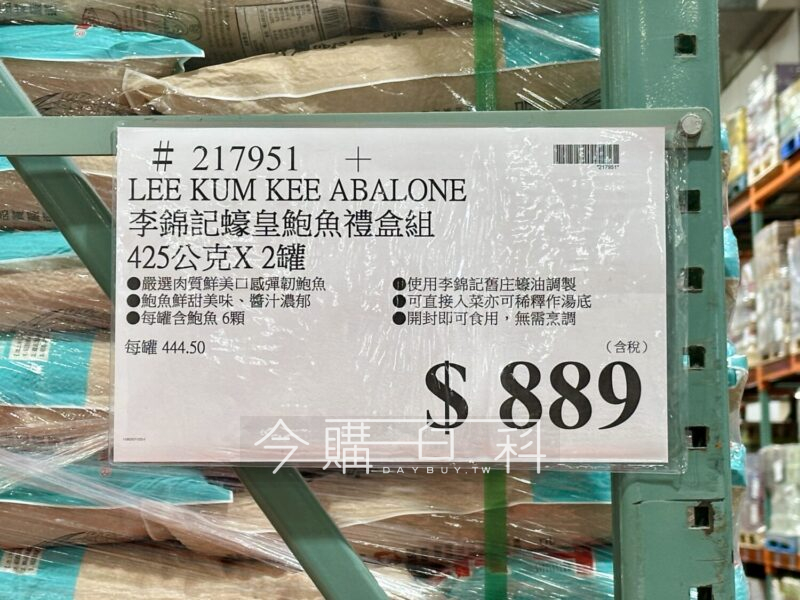 # 217951 +
*217951*
LEE KUM KEE ABALONE
李錦記蠔皇鮑魚禮盒組
425公克X 2罐
●嚴選肉質鮮美口感彈韌鮑魚
●使用李錦記舊庄蠔油調製
●鮑魚鮮甜美味、醬汁濃郁
●可直接入菜亦可稀釋作湯底
●每罐含鮑魚 6顆
●開封即可食用，無需烹調
每罐 444.50
(含稅)
$ 889
今購百科
DAYBUY.TW